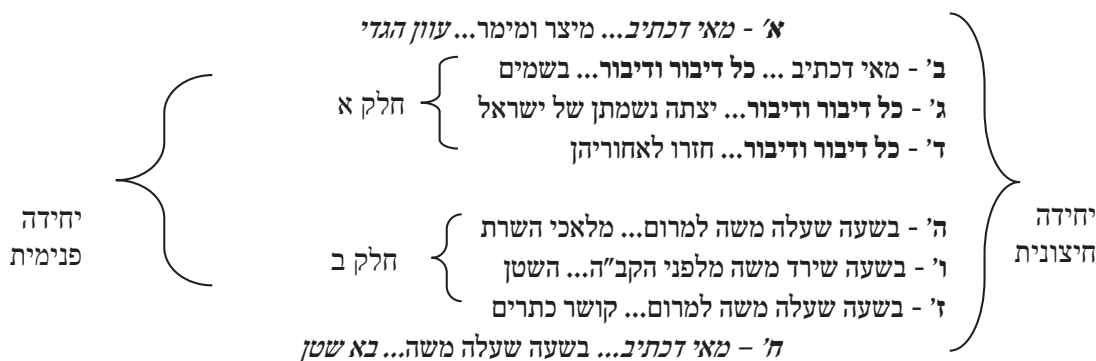 א' - מאי דכתיב... מיצר ומימר... עוון הגדי
ב' - מאי דכתיב ... כל דיבור ודיבור... בשמים
ג' - כל דיבור ודיבור... יצתה נשמתן של ישראל
ד' - כל דיבור ודיבור... חזרו לאחוריהן
חלק א
ה' - בשעה שעלה משה למרום... מלאכי השרת
ו' - בשעה שירד משה מלפני הקב"ה... השטן
ז' - בשעה שעלה משה למרום... קושר כתרים
חלק ב
ח' – מאי דכתיב... בשעה שעלה משה... בא שטן
יחידה
חיצונית
יחידה
פנימית